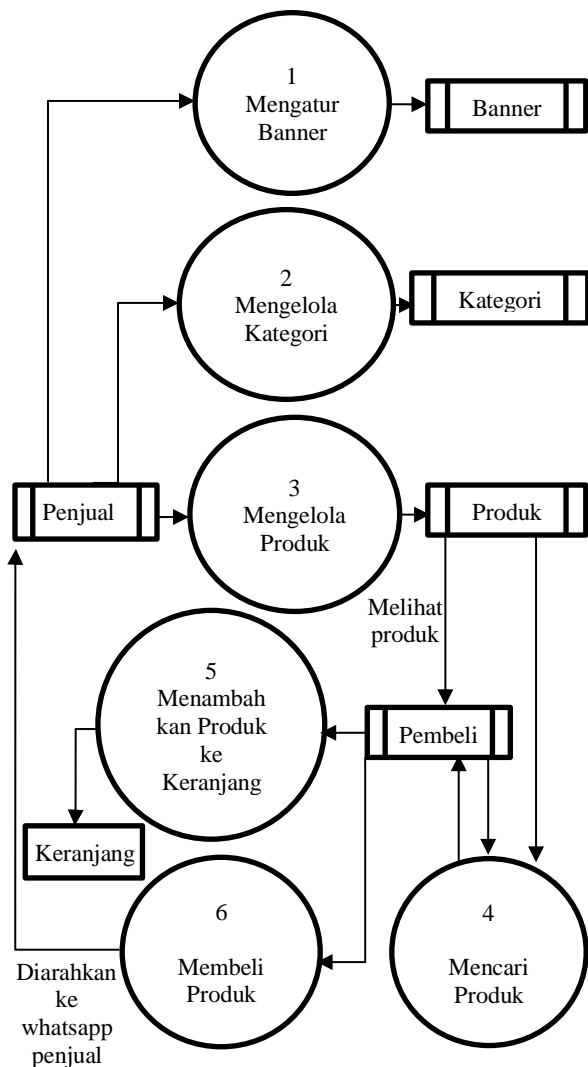 1
Mengatur
Banner
Banner
2
Mengelola
Kategori
Kategori
Penjual
3
Mengelola
Produk
Produk
Melihat
produk
5
Menambah
kan Produk
ke
Keranjang
Pembeli
Keranjang
6
Membeli
Produk
4
Mencari
Produk
Diarahkan
ke
whatsapp
penjual